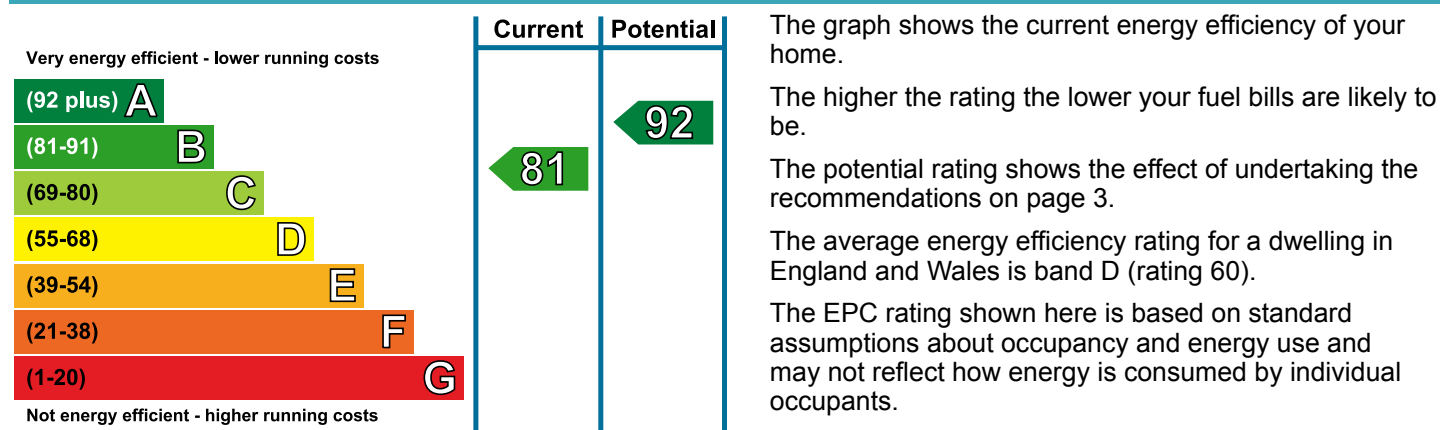 Current Potential
Very energy efficient - lower running costs
(92 plus) A
(81-91) B
(69-80) C
(55-68) D
(39-54) E
(21-38) F
(1-20) G
Not energy efficient - higher running costs
81
92
The graph shows the current energy efficiency of your
home.
The higher the rating the lower your fuel bills are likely to
be.
The potential rating shows the effect of undertaking the
recommendations on page 3.
The average energy efficiency rating for a dwelling in
England and Wales is band D (rating 60).
The EPC rating shown here is based on standard
assumptions about occupancy and energy use and
may not reflect how energy is consumed by individual
occupants.